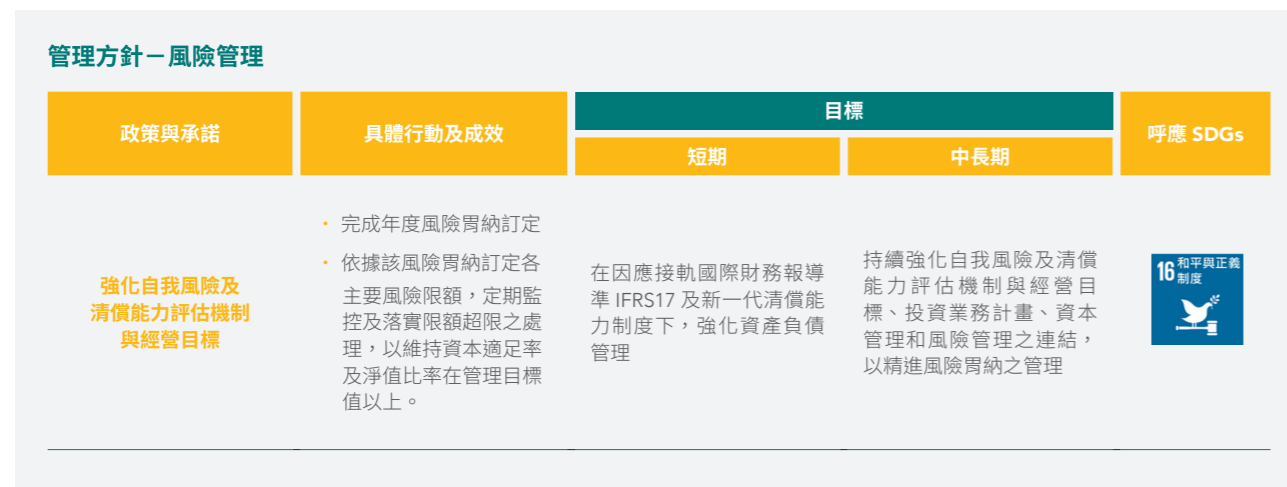 管理方針－風險管理
政策與承諾
具體行動及成效
目標
短期
中長期
呼應 SDGs
強化自我風險及
清償能力評估機制
與經營目標
• 完成年度風險胃納訂定
• 依據該風險胃納訂定各
主要風險限額，定期監
控及落實限額超限之處
理，以維持資本適足率
及淨值比率在管理目標
值以上。
在因應接軌國際財務報導
準 IFRS17 及新一代清償能
力制度下，強化資產負債
管理
持續強化自我風險及清償
能力評估機制與經營目
標、投資業務計畫、資本
管理和風險管理之連結，
以精進風險胃納之管理
16 和平與正義
制度